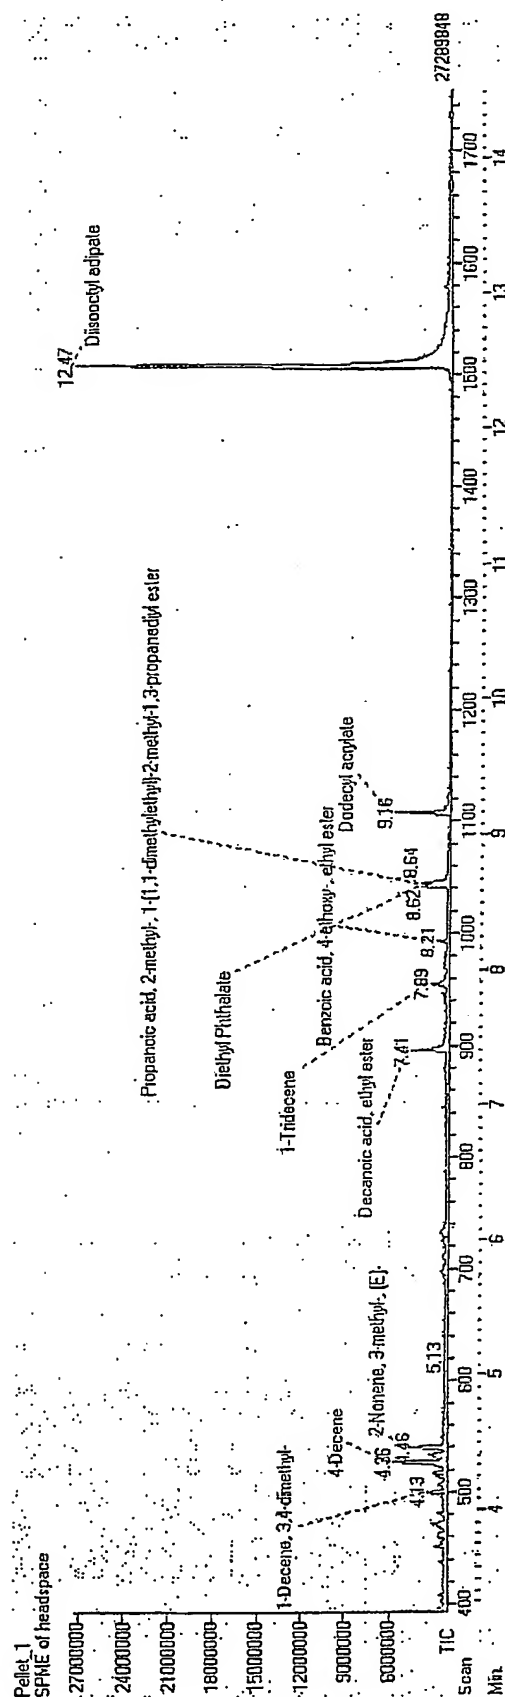 Pellet_1
SPME of headspace
27000000
24000000
21000000
18000000
15000000
12000000
9000000
6000000
TIC
Scan
Min.
12.47
Diisooctyl adipate
Propanoic acid, 2-methyl-, 1-(1,1-dimethylethyl)-2-methyl-1,3-propanediyl ester
Diethyl Phthalate
Benzoic acid, 4-ethoxy-, ethyl ester
Dodecyl acrylate
1-Tridecene
Decanoic acid, ethyl ester
1-Decene, 3,4-dimethyl-
4-Decene
2-Nonene, 3-methyl-, (E)-
4.13
4.36
4.46
5.13
7.41
7.89
8.21
8.62
8.64
9.16
27289848
400 500 600 700 800 900 1000 1100 1200 1300 1400 1500 1600 1700
4 5 6 7 8 9 10 11 12 13 14